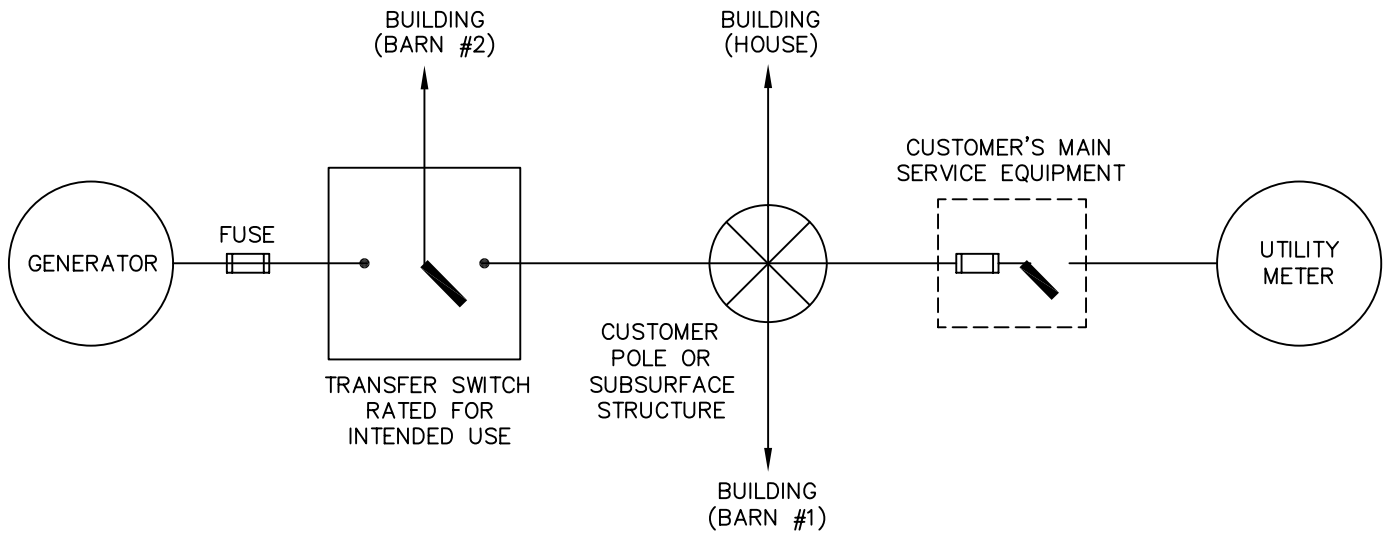 BUILDING
(BARN #2)
BUILDING
(HOUSE)
CUSTOMER'S MAIN
SERVICE EQUIPMENT
FUSE
GENERATOR
UTILITY
METER
CUSTOMER
POLE OR
SUBSURFACE
STRUCTURE
TRANSFER SWITCH
RATED FOR
INTENDED USE
BUILDING
(BARN #1)